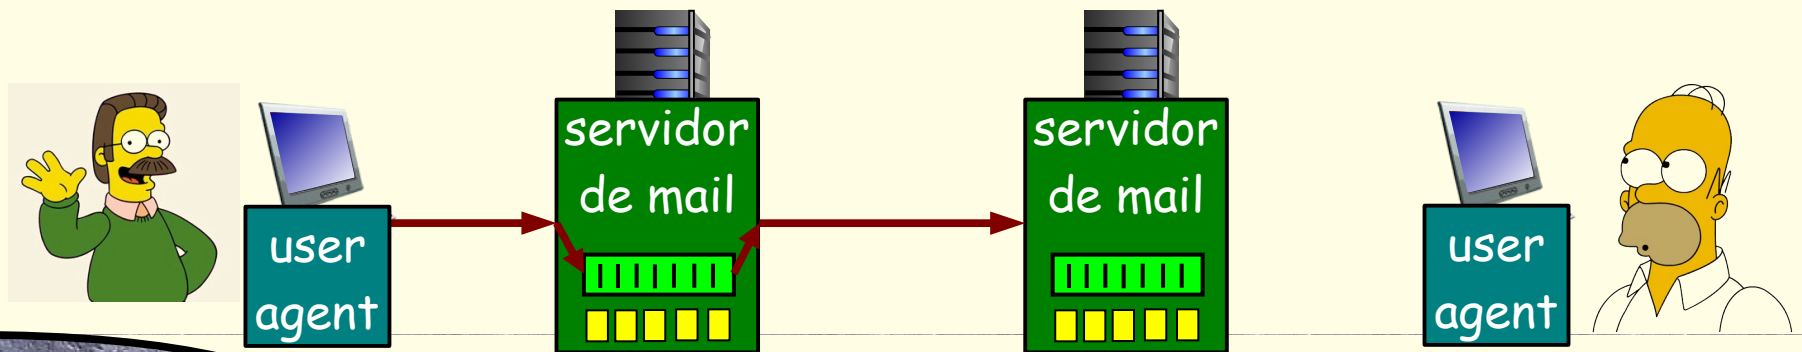 user
agent
servidor
de mail
servidor
de mail
user
agent